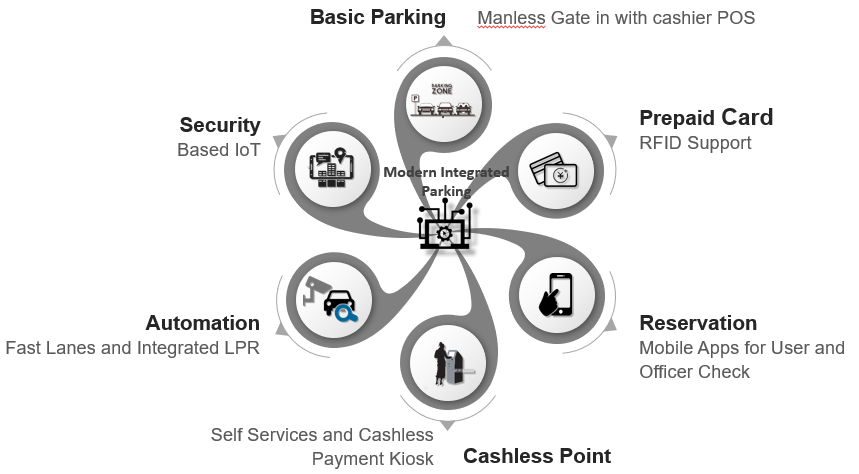 Basic Parking Manless Gate in with cashier POS
PARKING
ZONE
P
Security
Based IoT
Prepaid Card
RFID Support
Modern Integrated
Parking
¥
Automation
Fast Lanes and Integrated LPR
Reservation
Mobile Apps for User and
Officer Check
Self Services and Cashless
Payment Kiosk
Cashless Point